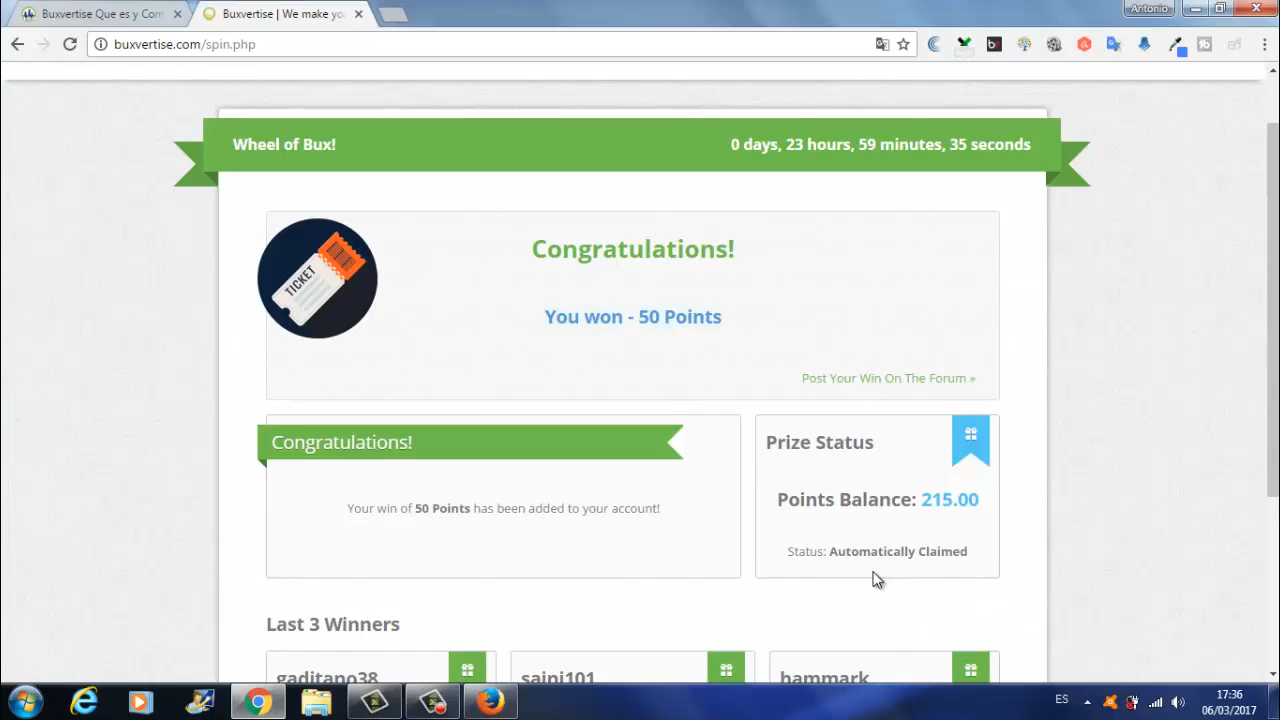 Buxvertise Que es y Com
Buxvertise | We make yo
Antonio
buxvertise.com/spin.php
Wheel of Bux!
0 days, 23 hours, 59 minutes, 35 seconds
TICKET
Congratulations!
You won - 50 Points
Post Your Win On The Forum »
Congratulations!
Your win of 50 Points has been added to your account!
Prize Status
Points Balance: 215.00
Status: Automatically Claimed
Last 3 Winners
gaditano38
saini101
hammark
ES
17:36
06/03/2017